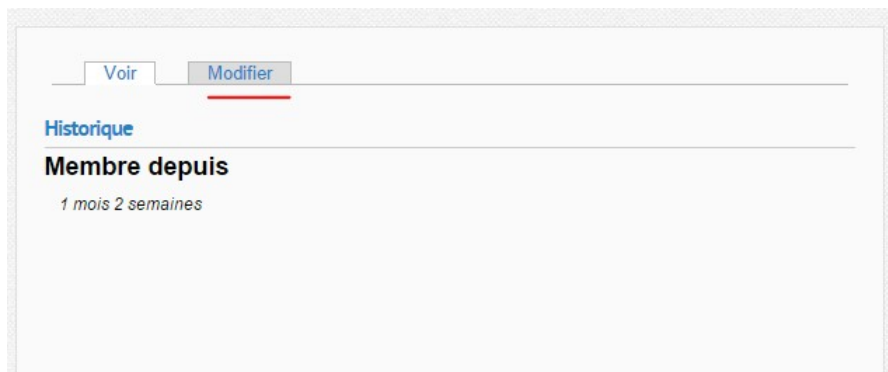 Voir Modifier
Historique
Membre depuis
1 mois 2 semaines